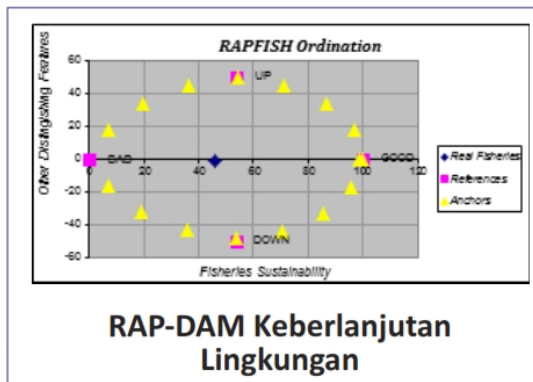 RAPFISH Ordination
Other Distingishing Features
60
40
20
0
-20
-40
-60
UP
BAD
GOOD
DOWN
0 20 40 60 80 100 120
Real Fisheries
References
Anchors
Fisheries Sustainability
RAP-DAM Keberlanjutan
Lingkungan